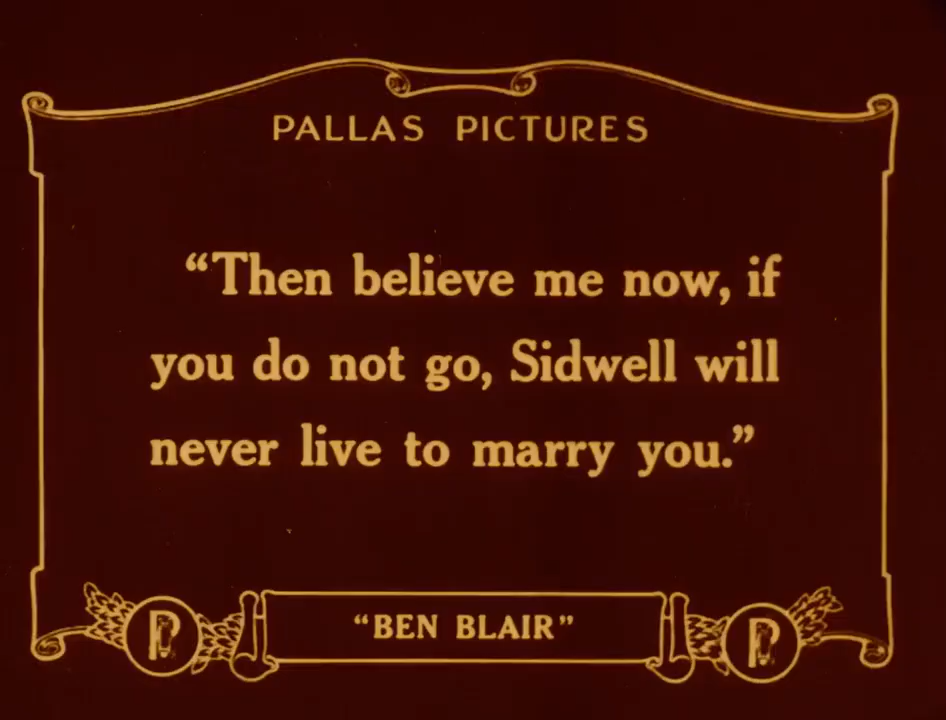 PALLAS PICTURES
“Then believe me now, if
you do not go, Sidwell will
never live to marry you.”
P
“BEN BLAIR”
P